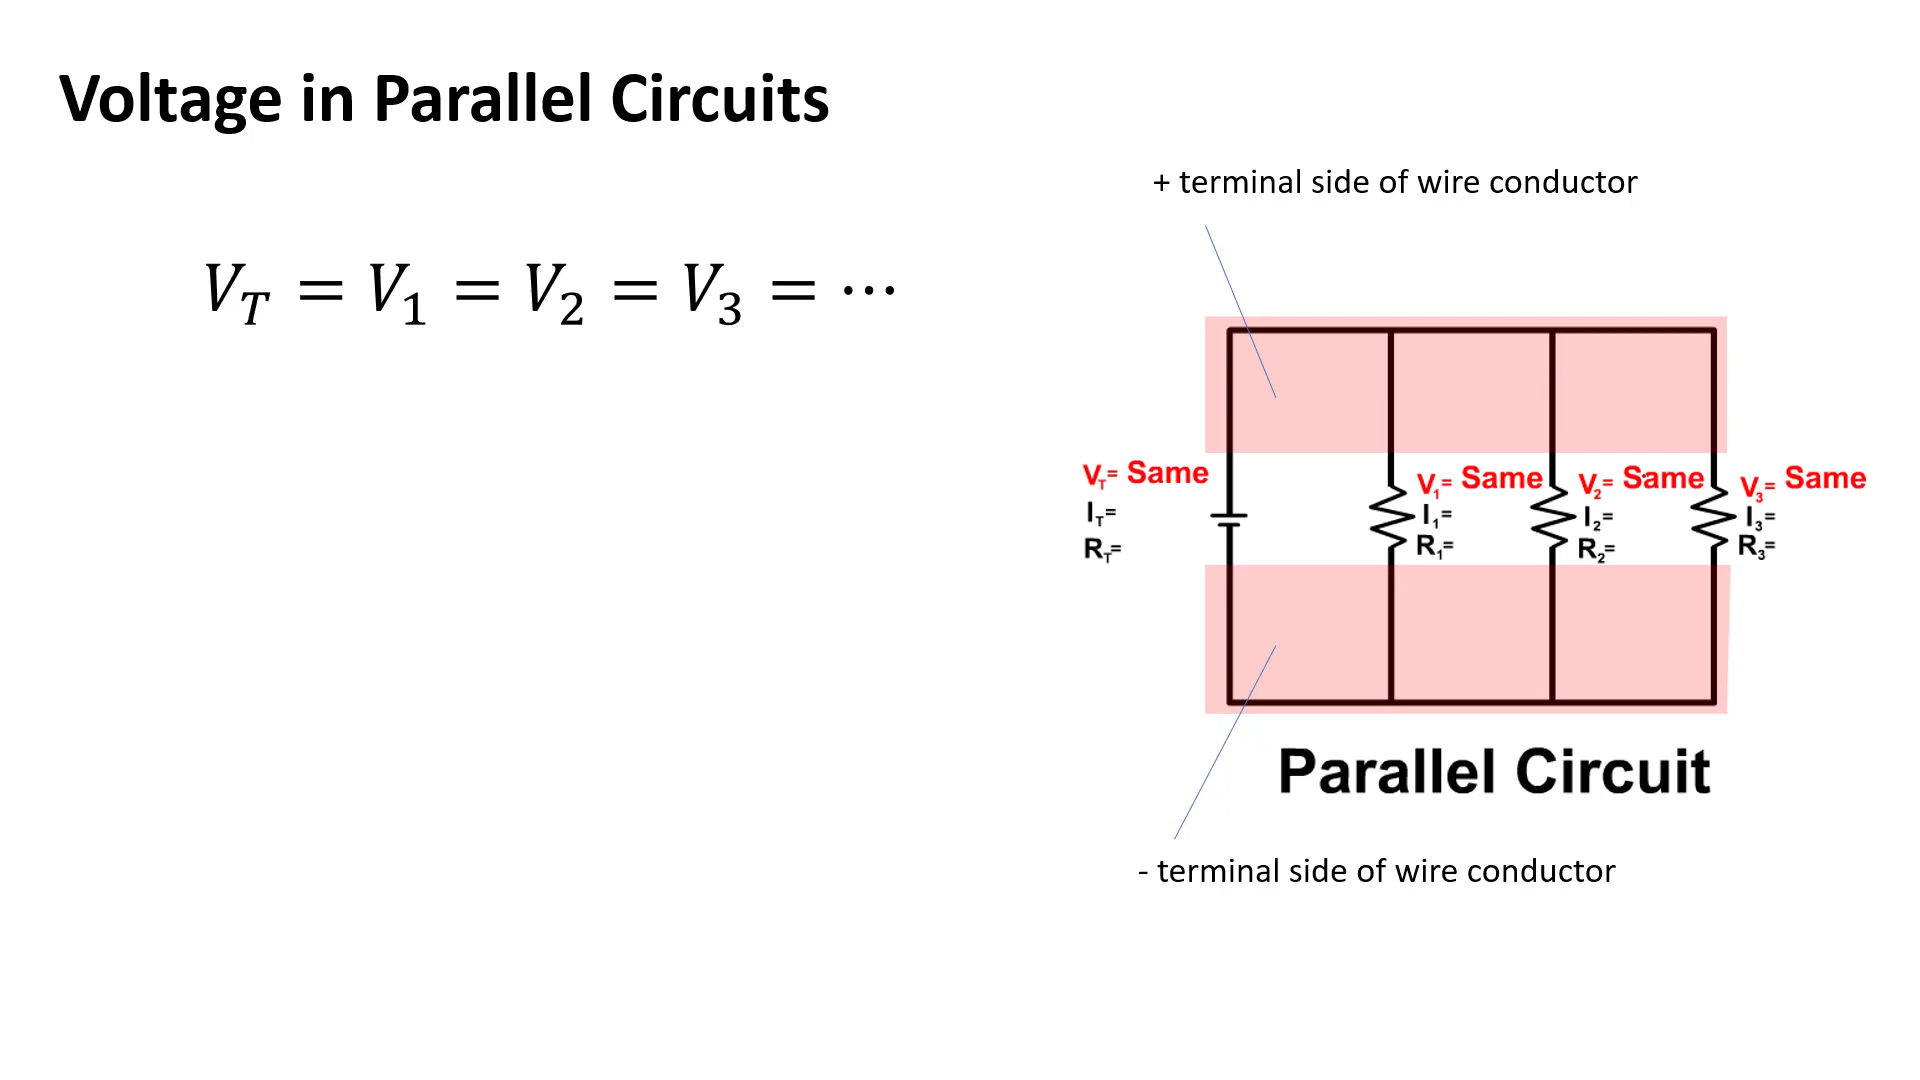 Voltage in Parallel Circuits
V_T = V_1 = V_2 = V_3 = ⋯
+ terminal side of wire conductor
V_T= Same
I_T=
R_T=
V_1= Same
I_1=
R_1=
V_2= Same
I_2=
R_2=
V_3= Same
I_3=
R_3=
Parallel Circuit
- terminal side of wire conductor